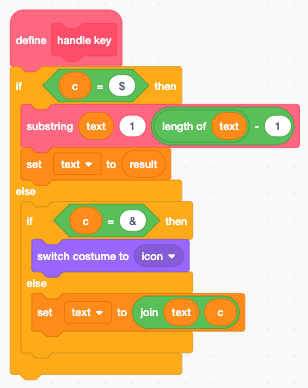 define handle key
if c = $ then
substring text 1 length of text - 1
set text to result
else
if c = & then
switch costume to icon
else
set text to join text c